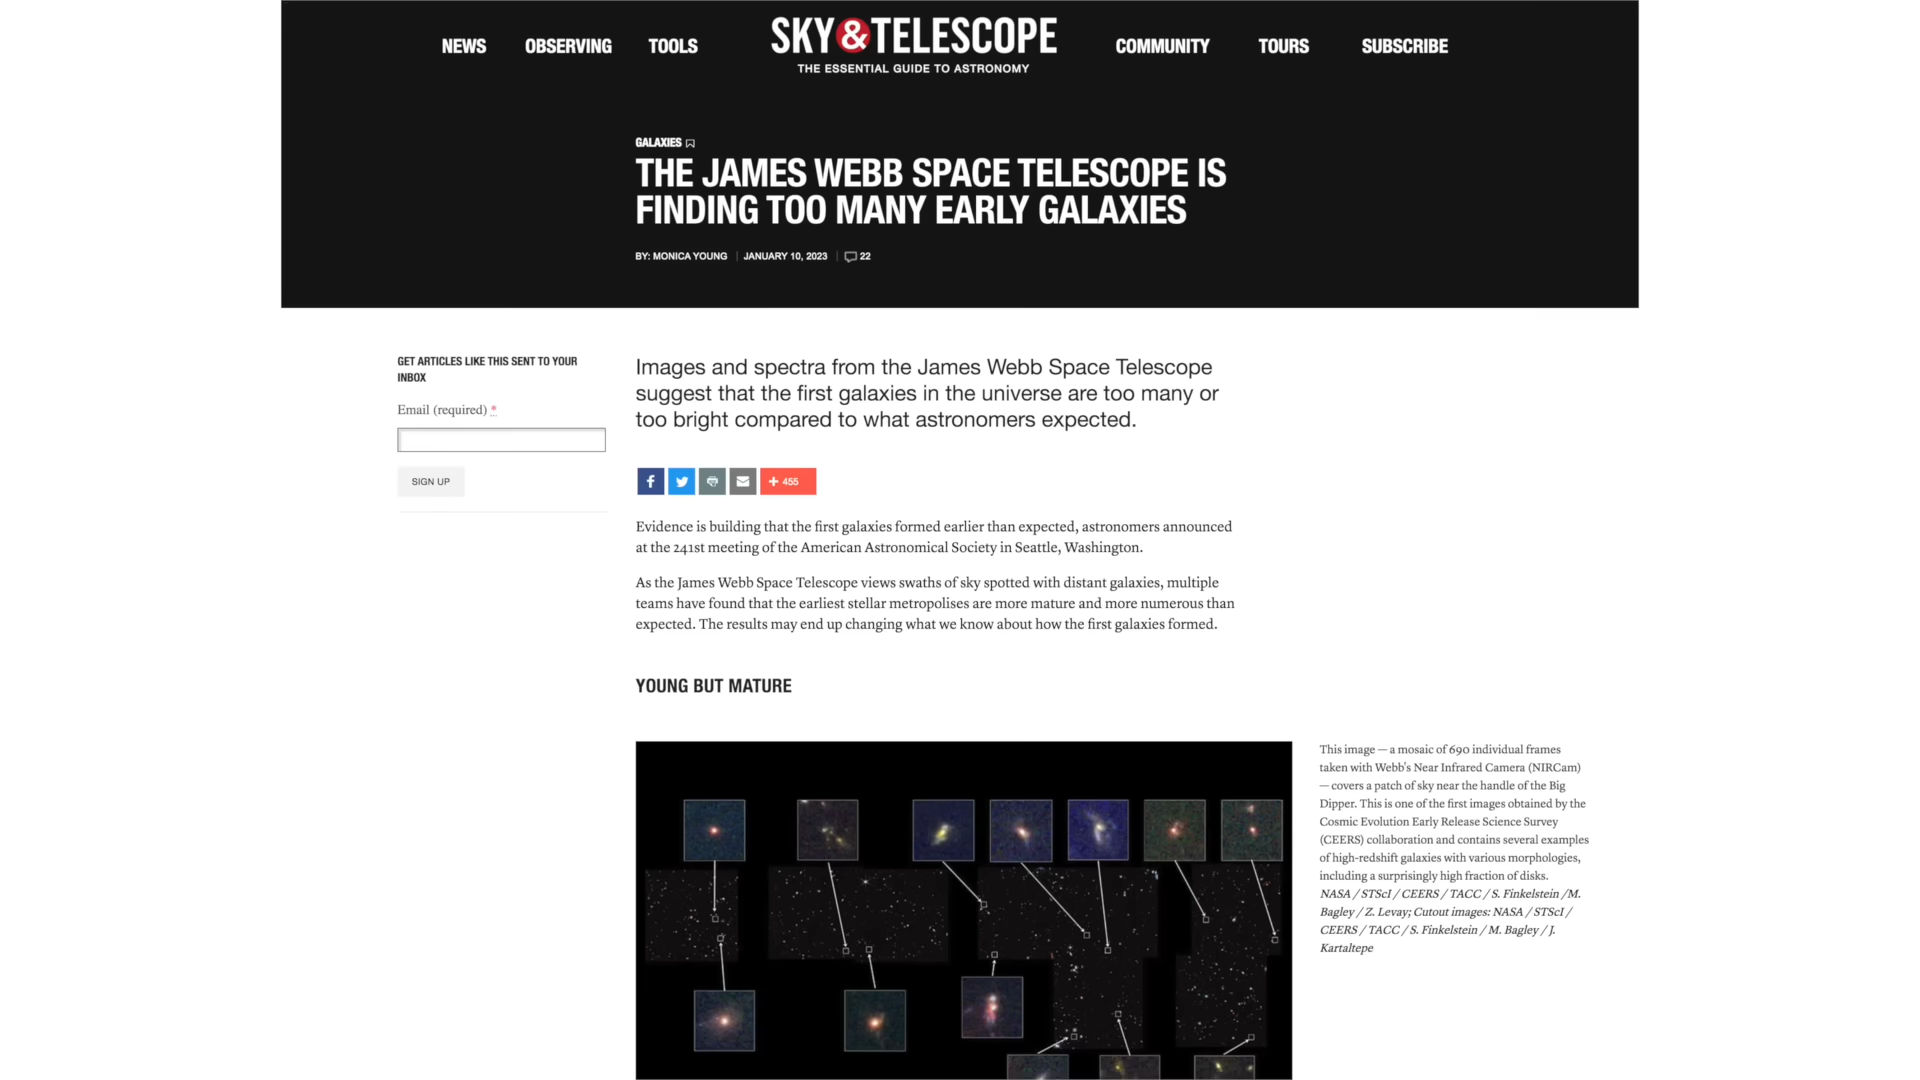 NEWS
OBSERVING
TOOLS
SKY&TELESCOPE
THE ESSENTIAL GUIDE TO ASTRONOMY
COMMUNITY
TOURS
SUBSCRIBE
GALAXIES
THE JAMES WEBB SPACE TELESCOPE IS
FINDING TOO MANY EARLY GALAXIES
BY: MONICA YOUNG | JANUARY 10, 2023 | 22
GET ARTICLES LIKE THIS SENT TO YOUR
INBOX
Email (required) *
SIGN UP
Images and spectra from the James Webb Space Telescope
suggest that the first galaxies in the universe are too many or
too bright compared to what astronomers expected.
f
+ 455
Evidence is building that the first galaxies formed earlier than expected, astronomers announced
at the 241st meeting of the American Astronomical Society in Seattle, Washington.
As the James Webb Space Telescope views swaths of sky spotted with distant galaxies, multiple
teams have found that the earliest stellar metropolises are more mature and more numerous than
expected. The results may end up changing what we know about how the first galaxies formed.
YOUNG BUT MATURE
This image — a mosaic of 690 individual frames
taken with Webb's Near Infrared Camera (NIRCam)
— covers a patch of sky near the handle of the Big
Dipper. This is one of the first images obtained by the
Cosmic Evolution Early Release Science Survey
(CEERS) collaboration and contains several examples
of high-redshift galaxies with various morphologies,
including a surprisingly high fraction of disks.
NASA / STScI / CEERS / TACC / S. Finkelstein /M.
Bagley / Z. Levay; Cutout images: NASA / STScI /
CEERS / TACC / S. Finkelstein / M. Bagley / J.
Kartaltepe